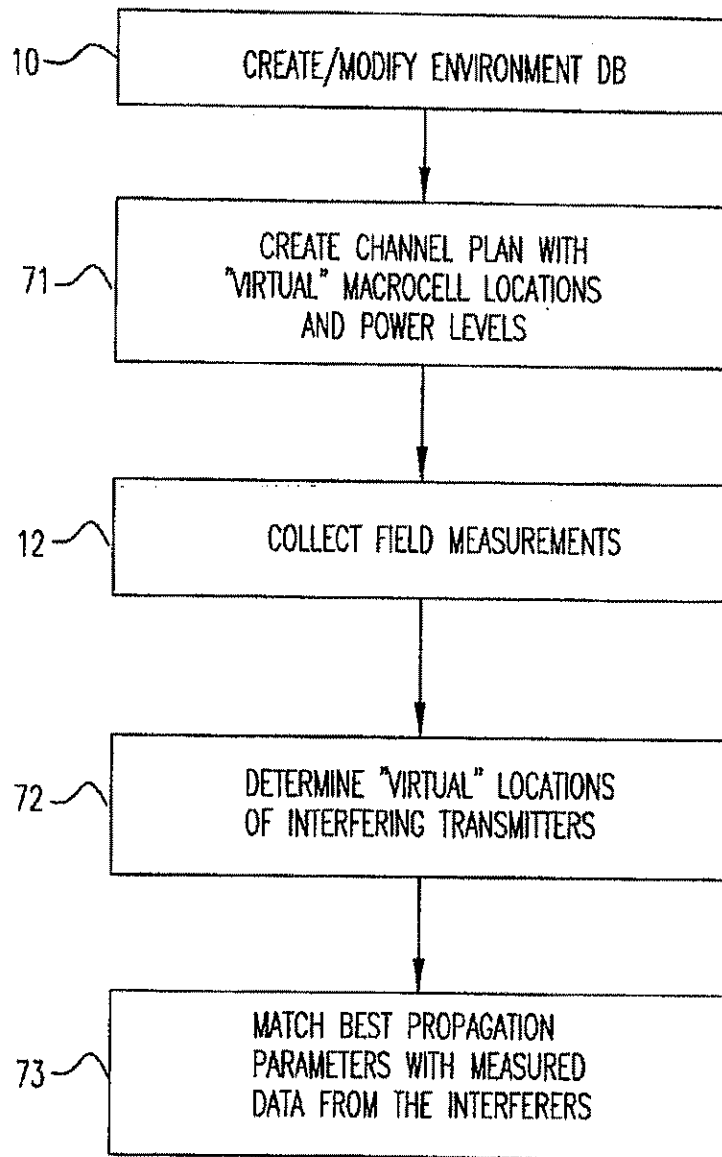 10
CREATE/MODIFY ENVIRONMENT DB
71
CREATE CHANNEL PLAN WITH
"VIRTUAL" MACROCELL LOCATIONS
AND POWER LEVELS
12
COLLECT FIELD MEASUREMENTS
72
DETERMINE "VIRTUAL" LOCATIONS
OF INTERFERING TRANSMITTERS
73
MATCH BEST PROPAGATION
PARAMETERS WITH MEASURED
DATA FROM THE INTERFERERS